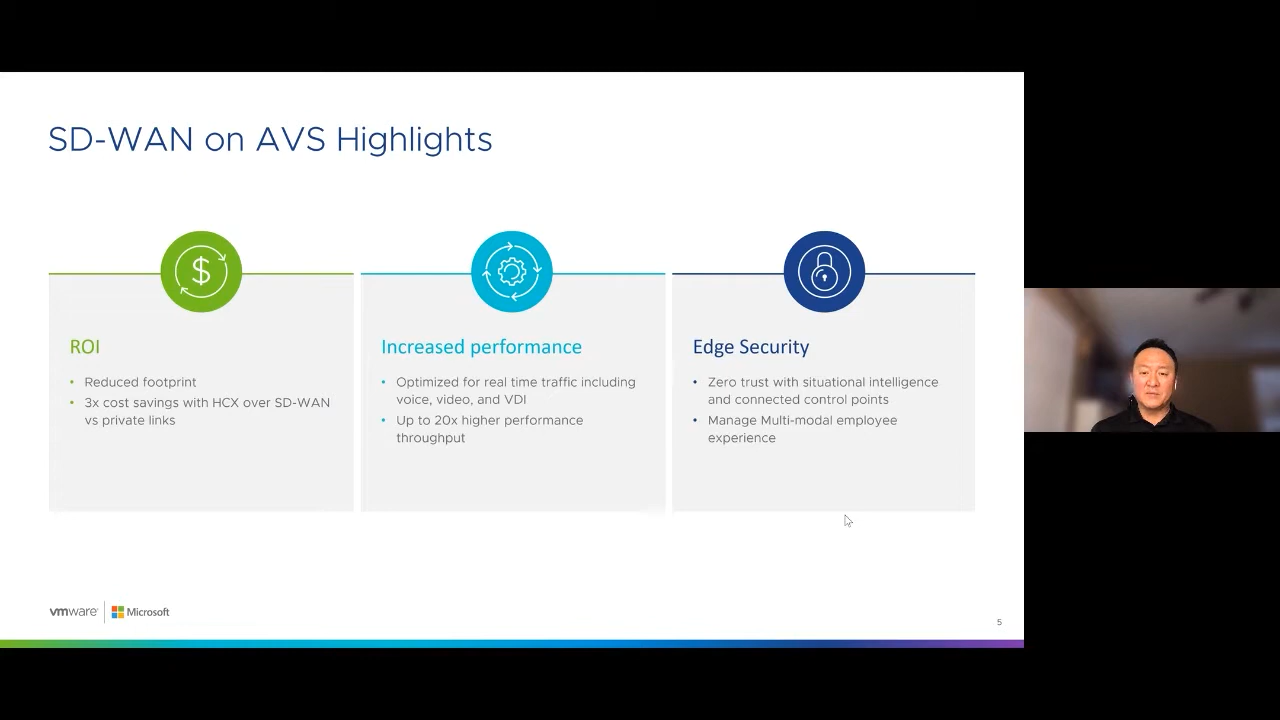 SD-WAN on AVS Highlights
$
ROI
• Reduced footprint
• 3x cost savings with HCX over SD-WAN
vs private links
Increased performance
• Optimized for real time traffic including
voice, video, and VDI
• Up to 20x higher performance
throughput
Edge Security
• Zero trust with situational intelligence
and connected control points
• Manage Multi-modal employee
experience
vmware® | Microsoft
5